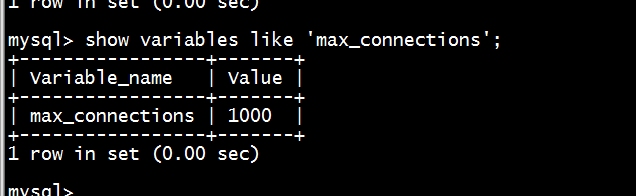 1 row in set (0.00 sec)
mysql> show variables like 'max_connections';
+-----------------+-------+
| Variable_name   | Value |
+-----------------+-------+
| max_connections | 1000  |
+-----------------+-------+
1 row in set (0.00 sec)
mysql>